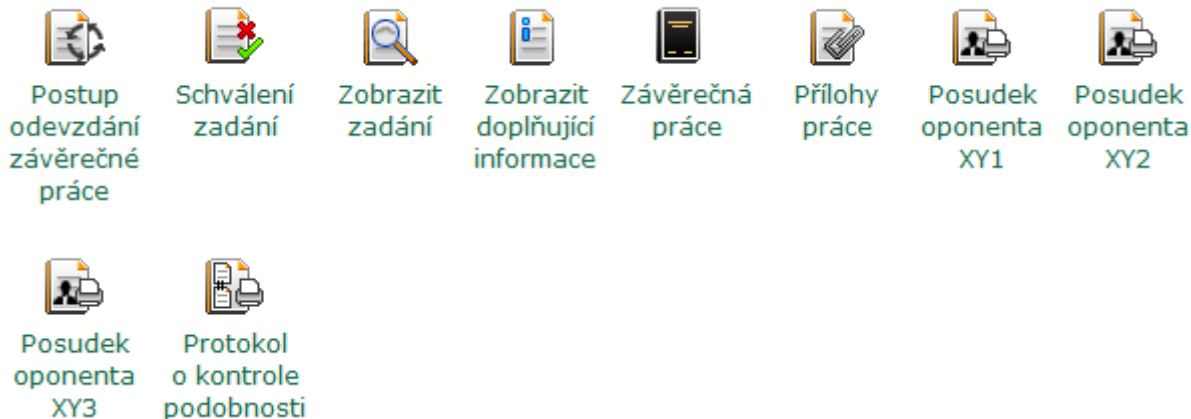 Postup
odevzdání
závěrečné
práce
Schválení
zadání
Zobrazit
zadání
Zobrazit
doplňující
informace
Závěrečná
práce
Přílohy
práce
Posudek
oponenta
XY1
Posudek
oponenta
XY2
Posudek
oponenta
XY3
Protokol
o kontrole
podobnosti